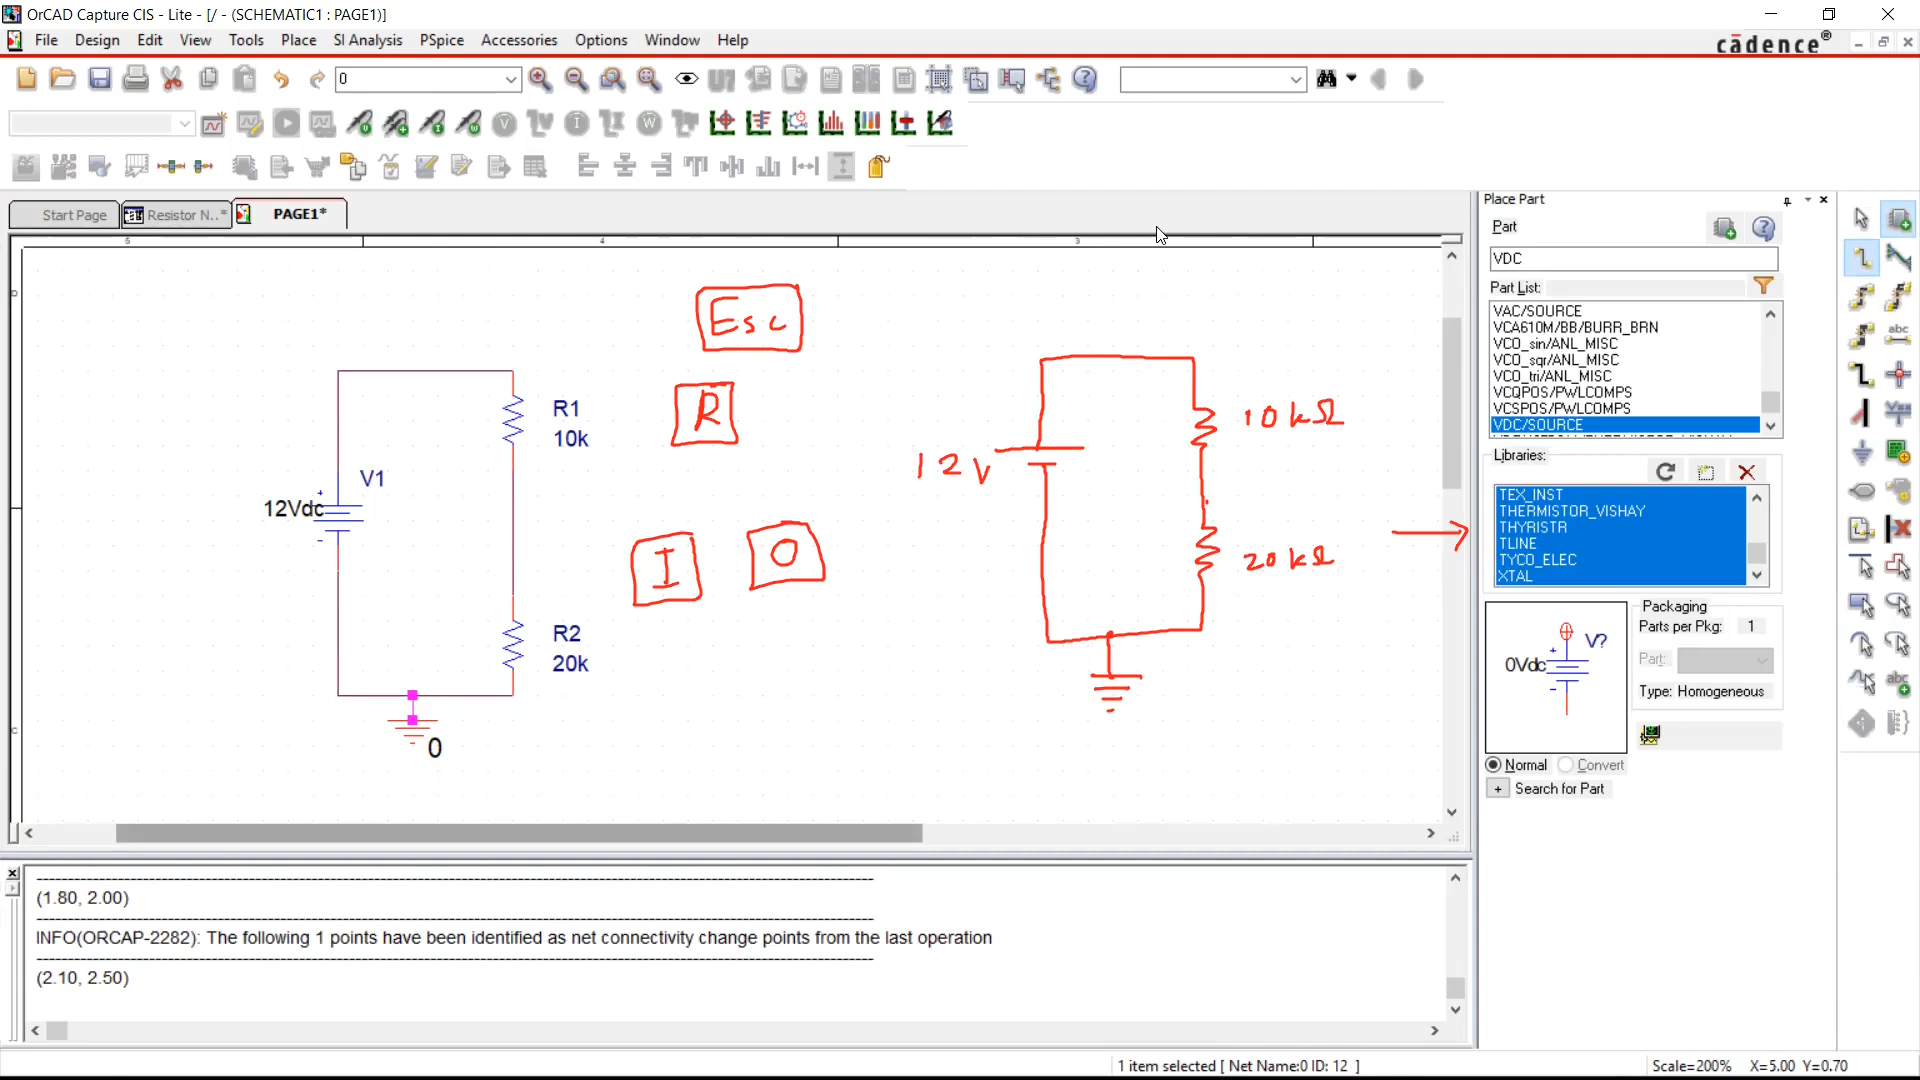 OrCAD Capture CIS - Lite - [/ - (SCHEMATIC1 : PAGE1)]
File Design Edit View Tools Place SI Analysis PSpice Accessories Options Window Help
cādence®
0
Start Page
Resistor N..*
PAGE1*
5 4 3
D
C
Esc
R
I
O
R1
10k
V1
12Vdc
+
-
R2
20k
0
12V
10kΩ
20kΩ
Place Part
Part
VDC
Part List:
VAC/SOURCE
VCA610M/BB/BURR_BRN
VCO_sin/ANL_MISC
VCO_sqr/ANL_MISC
VCO_tri/ANL_MISC
VCQPOS/PWLCOMPS
VCSPOS/PWLCOMPS
VDC/SOURCE
Libraries:
TEX_INST
THERMISTOR_VISHAY
THYRISTR
TLINE
TYCO_ELEC
XTAL
Packaging
Parts per Pkg: 1
Part:
Type: Homogeneous
V?
0Vdc
+
-
Normal Convert
+ Search for Part
(1.80, 2.00)
INFO(ORCAP-2282): The following 1 points have been identified as net connectivity change points from the last operation
(2.10, 2.50)
1 item selected [ Net Name:0 ID: 12 ]
Scale=200% X=5.00 Y=0.70